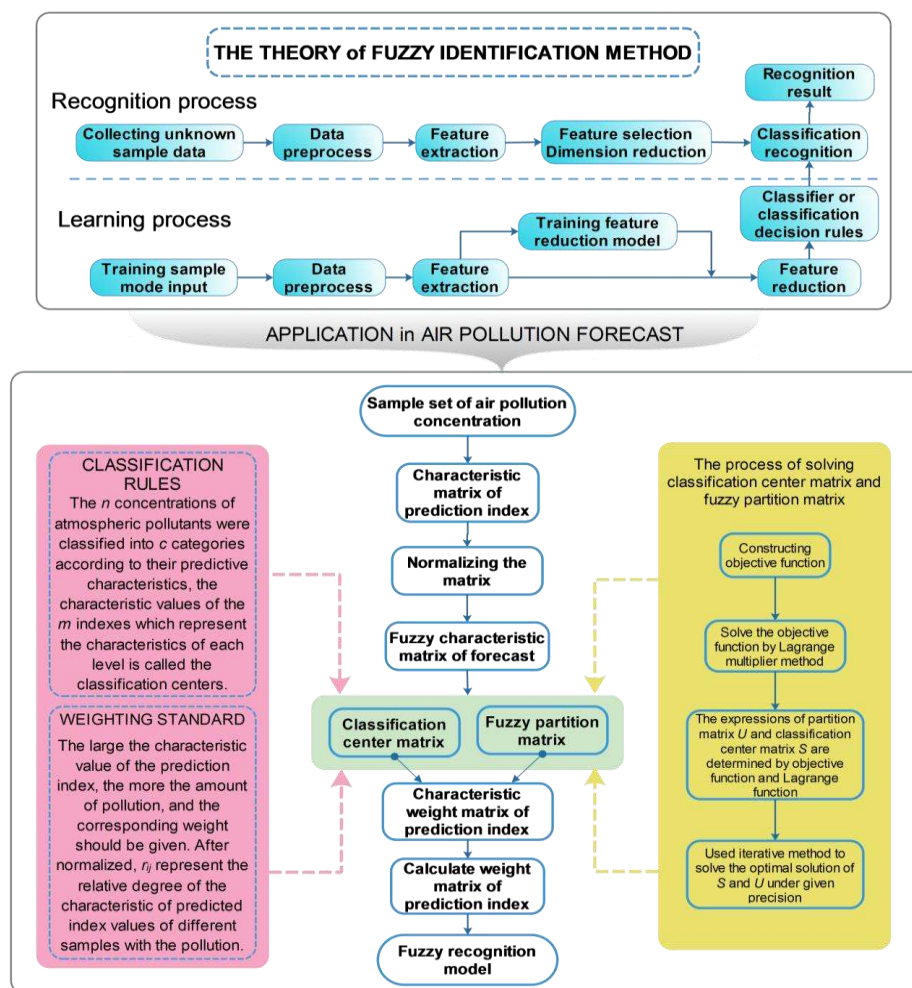 THE THEORY of FUZZY IDENTIFICATION METHOD
Recognition process
Recognition
result
Collecting unknown
sample data
Data
preprocess
Feature
extraction
Feature selection
Dimension reduction
Classification
recognition
Learning process
Classifier or
classification
decision rules
Training feature
reduction model
Training sample
mode input
Data
preprocess
Feature
extraction
Feature
reduction
APPLICATION in AIR POLLUTION FORECAST
Sample set of air pollution
concentration
Characteristic
matrix of
prediction index
Normalizing the
matrix
Fuzzy characteristic
matrix of forecast
Classification
center matrix
Fuzzy partition
matrix
Characteristic
weight matrix of
prediction index
Calculate weight
matrix of
prediction index
Fuzzy recognition
model
CLASSIFICATION
RULES
The n concentrations of
atmospheric pollutants were
classified into c categories
according to their predictive
characteristics, the
characteristic values of the
m indexes which represent
the characteristics of each
level is called the
classification centers.
WEIGHTING STANDARD
The large the characteristic
value of the prediction
index, the more the amount
of pollution, and the
corresponding weight
should be given. After
normalized, rij represent the
relative degree of the
characteristic of predicted
index values of different
samples with the pollution.
The process of solving
classification center matrix and
fuzzy partition matrix
Constructing
objective function
Solve the objective
function by Lagrange
multiplier method
The expressions of partition
matrix U and classification
center matrix S are
determined by objective
function and Lagrange
function
Used iterative method to
solve the optimal solution of
S and U under given
precision